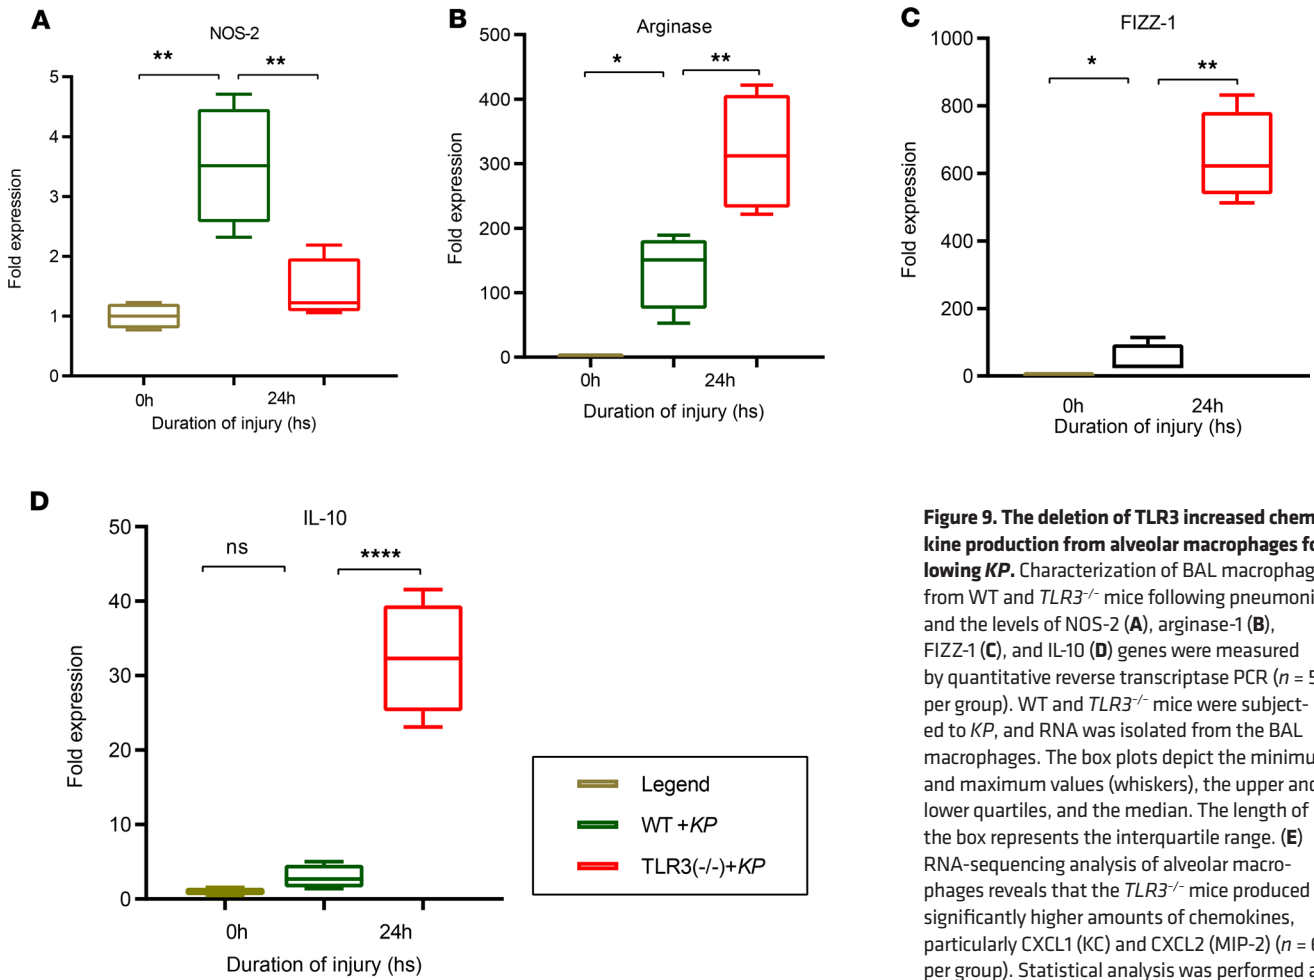 A
NOS-2
** **
5
4
3
2
1
0
Fold expression
0h 24h
Duration of injury (hs)
B
Arginase
* **
500
400
300
200
100
0
Fold expression
0h 24h
Duration of injury (hs)
C
FIZZ-1
* **
1000
800
600
400
200
0
Fold expression
0h 24h
Duration of injury (hs)
D
IL-10
ns ****
50
40
30
20
10
0
Fold expression
0h 24h
Duration of injury (hs)
Legend
WT +KP
TLR3(-/-)+KP
Figure 9. The deletion of TLR3 increased chem
kine production from alveolar macrophages fo
lowing KP. Characterization of BAL macrophag
from WT and TLR3−/− mice following pneumoni
and the levels of NOS-2 (A), arginase-1 (B),
FIZZ-1 (C), and IL-10 (D) genes were measured
by quantitative reverse transcriptase PCR (n = 5
per group). WT and TLR3−/− mice were subject-
ed to KP, and RNA was isolated from the BAL
macrophages. The box plots depict the minimu
and maximum values (whiskers), the upper and
lower quartiles, and the median. The length of
the box represents the interquartile range. (E)
RNA-sequencing analysis of alveolar macro-
phages reveals that the TLR3−/− mice produced
significantly higher amounts of chemokines,
particularly CXCL1 (KC) and CXCL2 (MIP-2) (n = 6
per group). Statistical analysis was performed a